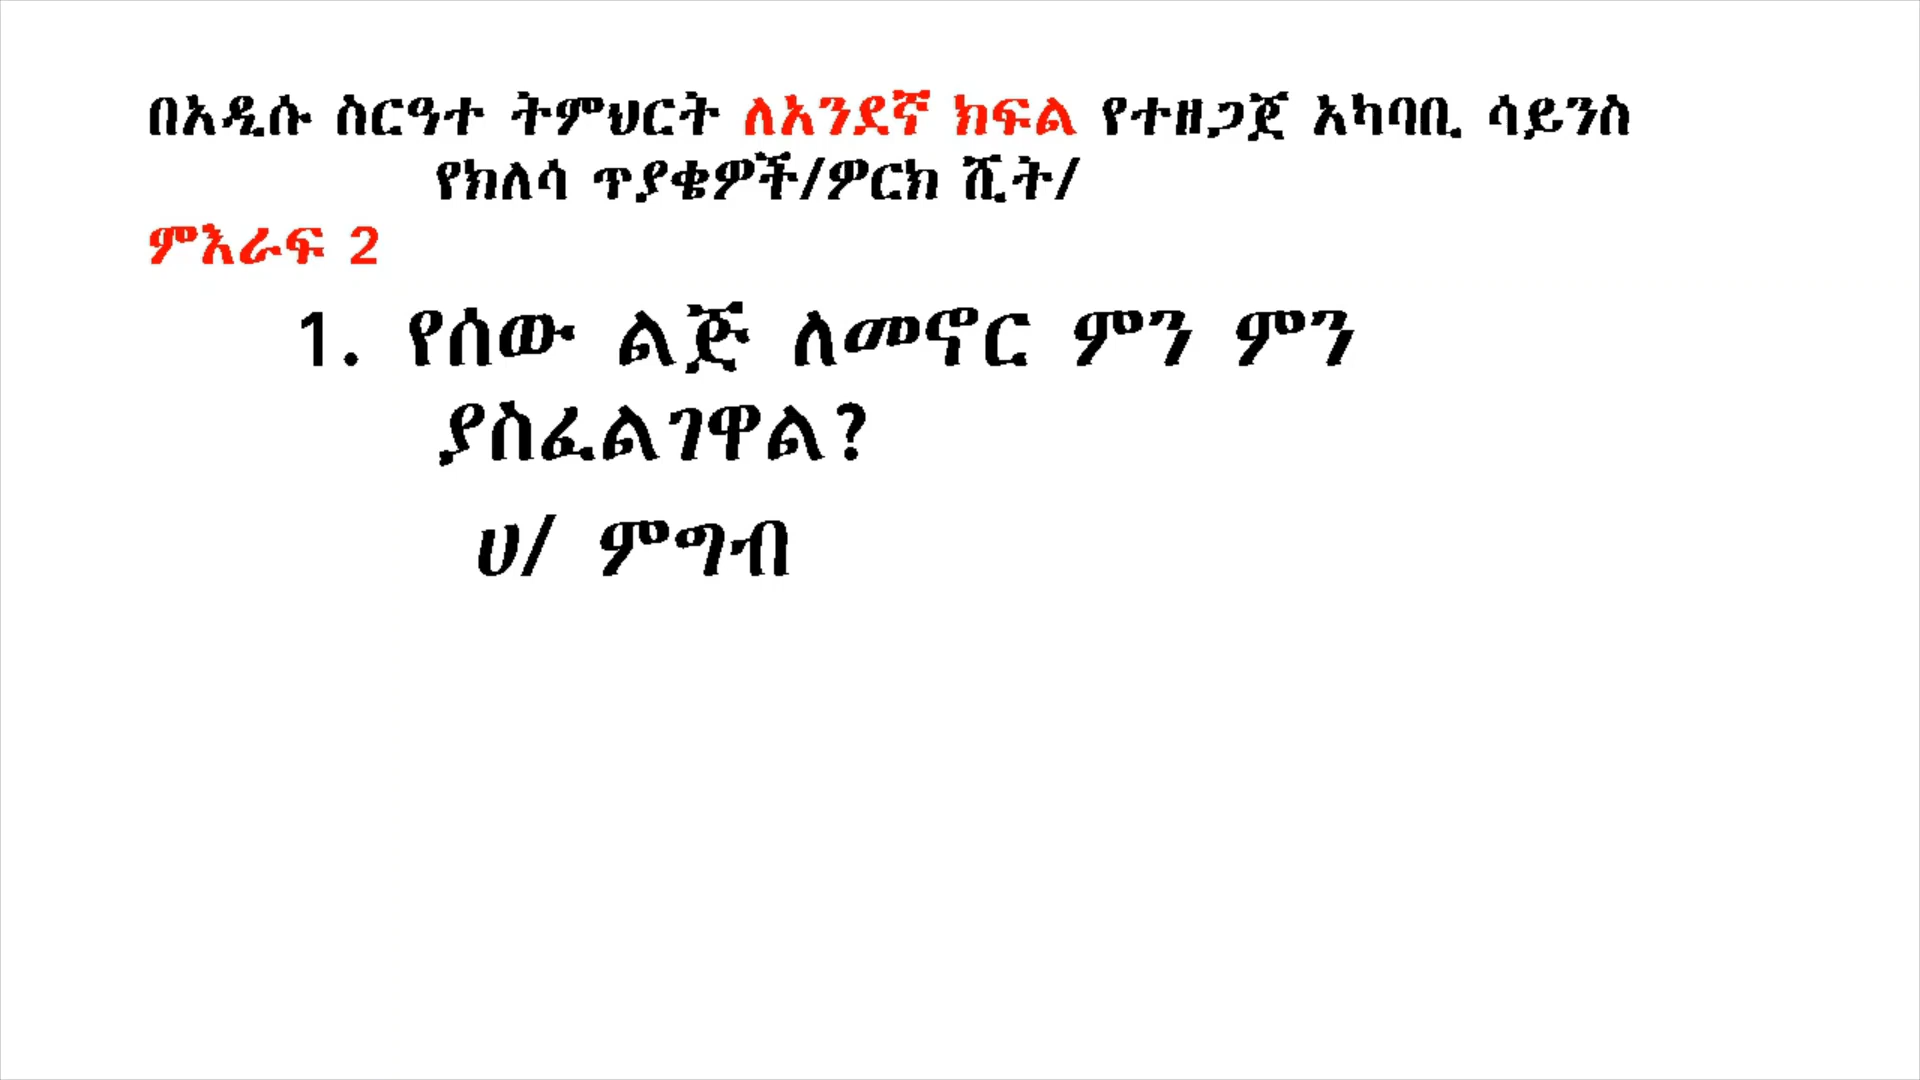 በአዲሱ ስርዓተ ትምህርት ለአንደኛ ክፍል የተዘጋጀ አካባቢ ሳይንስ
የክለሳ ጥያቄዎች/ዎርክ ሺት/
ምእራፍ 2
1. የሰው ልጅ ለመኖር ምን ምን
ያስፈልገዋል?
ሀ/ ምግብ